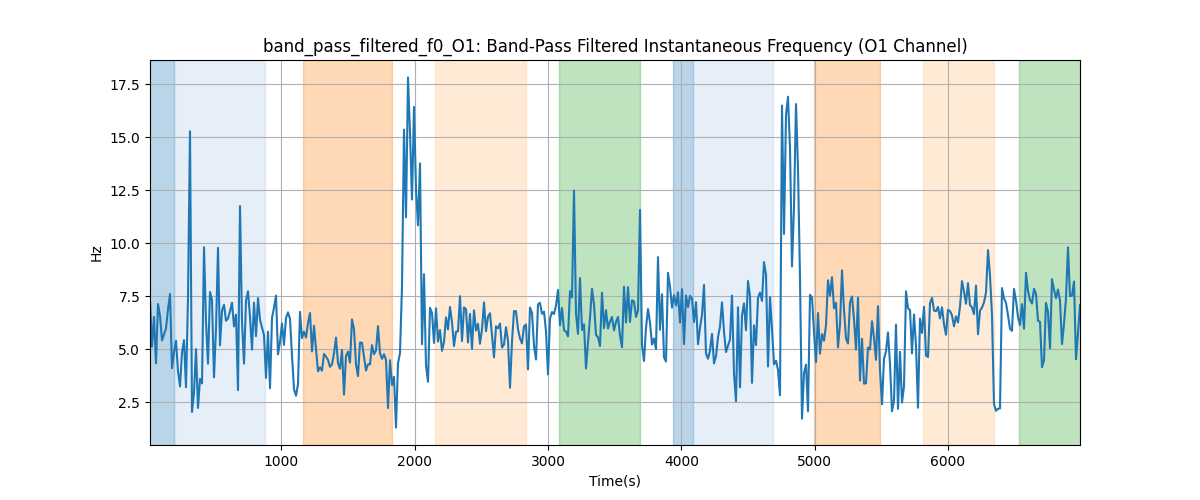 band_pass_filtered_f0_O1: Band-Pass Filtered Instantaneous Frequency (O1 Channel)
17.5
15.0
12.5
10.0
7.5
5.0
2.5
Hz
1000 2000 3000 4000 5000 6000
Time(s)